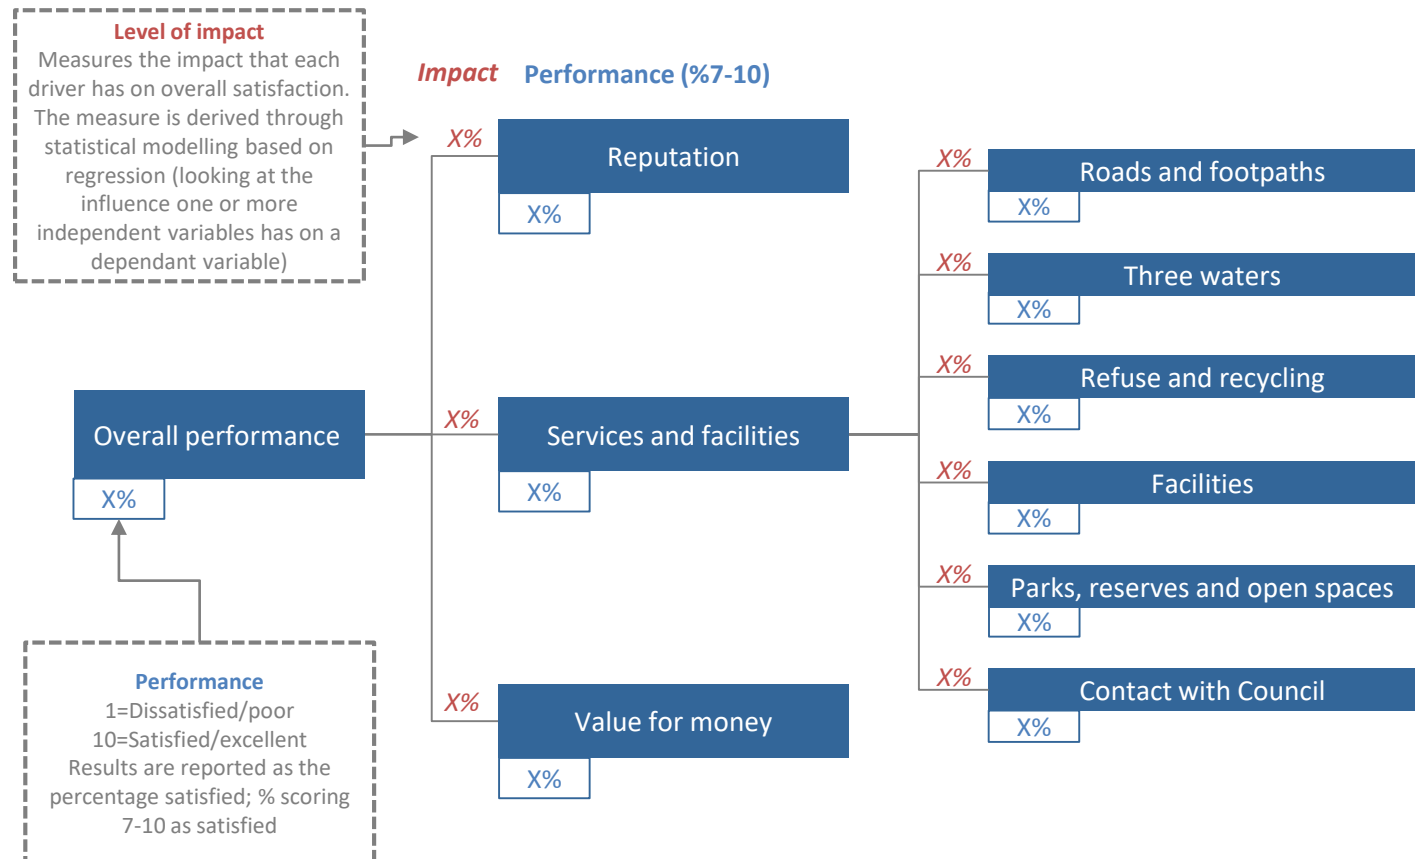 Level of impact
Measures the impact that each
driver has on overall satisfaction.
The measure is derived through
statistical modelling based on
regression (looking at the
influence one or more
independent variables has on a
dependant variable)
Impact Performance (%7-10)
X%
Reputation
X%
X%
Roads and footpaths
X%
X%
Three waters
X%
X%
Refuse and recycling
X%
Overall performance
X%
X%
Services and facilities
X%
X%
Facilities
X%
X%
Parks, reserves and open spaces
X%
Performance
1=Dissatisfied/poor
10=Satisfied/excellent
Results are reported as the
percentage satisfied; % scoring
7-10 as satisfied
X%
Value for money
X%
X%
Contact with Council
X%